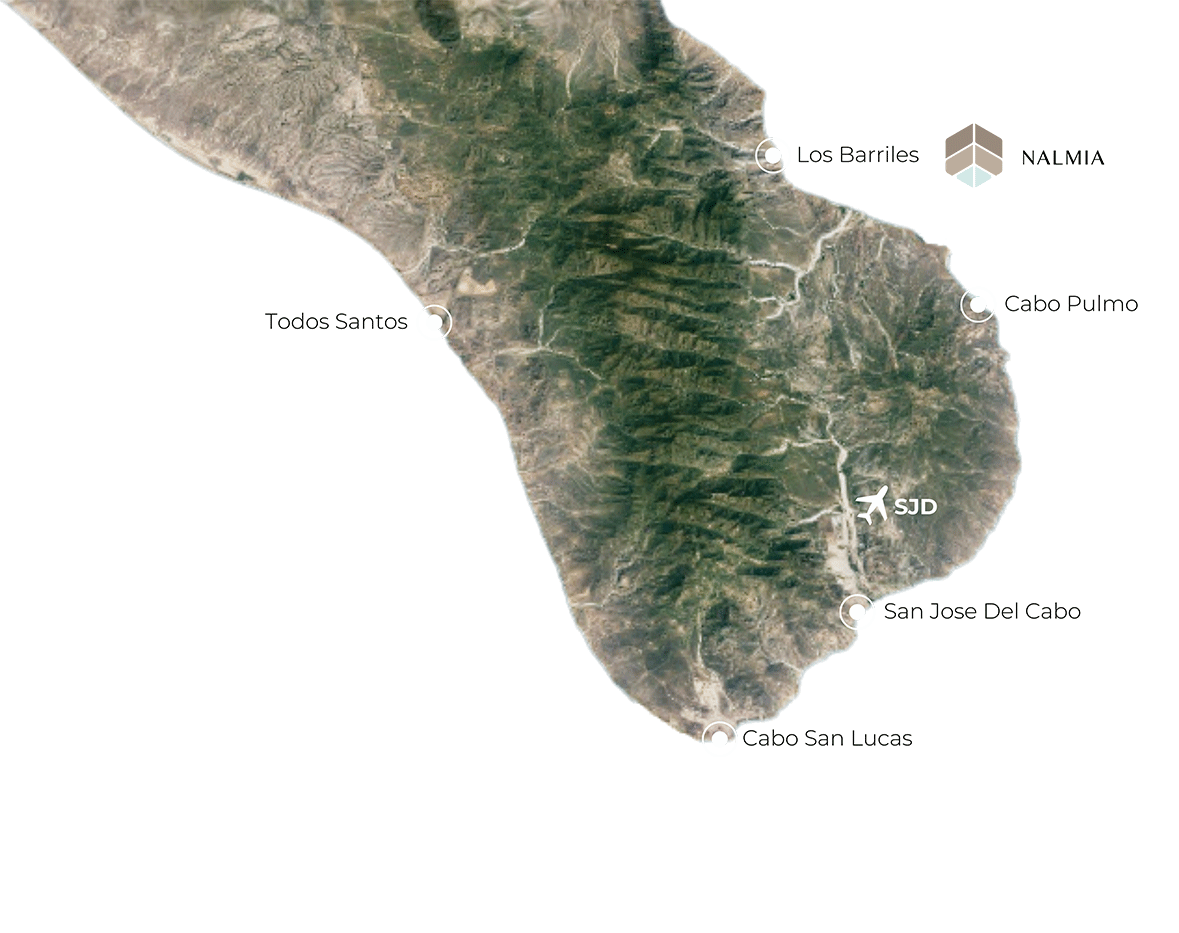 Los Barriles
NALMIA
Cabo Pulmo
Todos Santos
SJD
San Jose Del Cabo
Cabo San Lucas